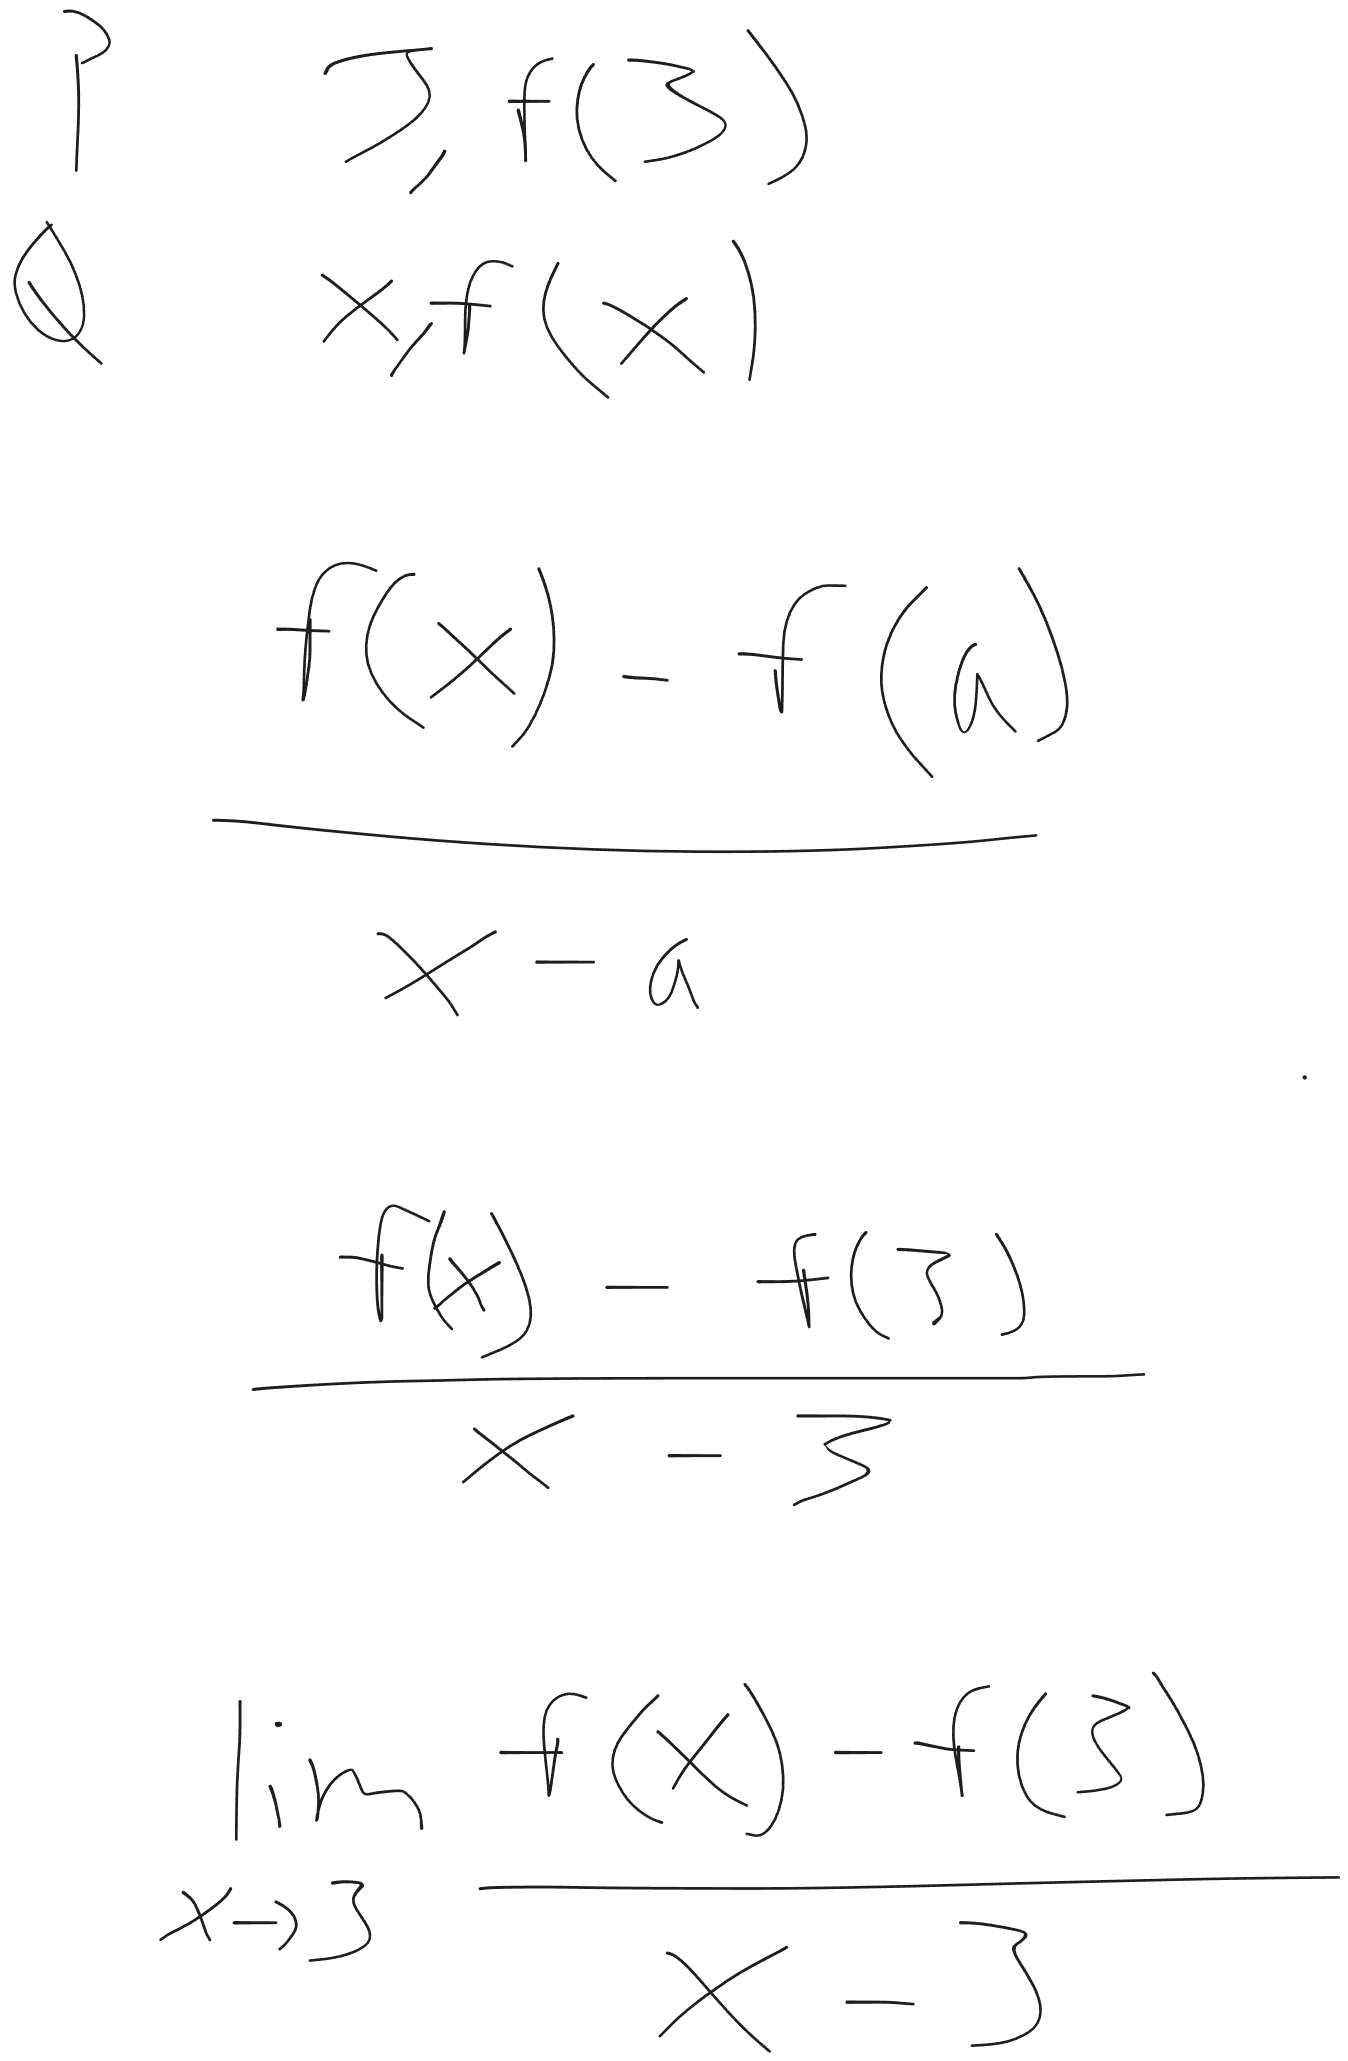 P 3, f(3)
Q x, f(x)
f(x) - f(a)
x - a
f(x) - f(3)
x - 3
lim f(x) - f(3)
x→3 x - 3